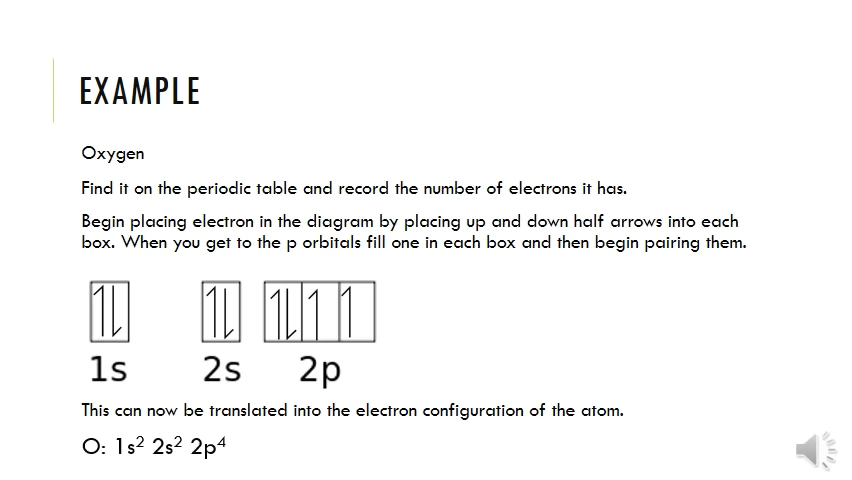 EXAMPLE
Oxygen
Find it on the periodic table and record the number of electrons it has.
Begin placing electron in the diagram by placing up and down half arrows into each
box. When you get to the p orbitals fill one in each box and then begin pairing them.
1s 2s 2p
This can now be translated into the electron configuration of the atom.
O: 1s² 2s² 2p⁴